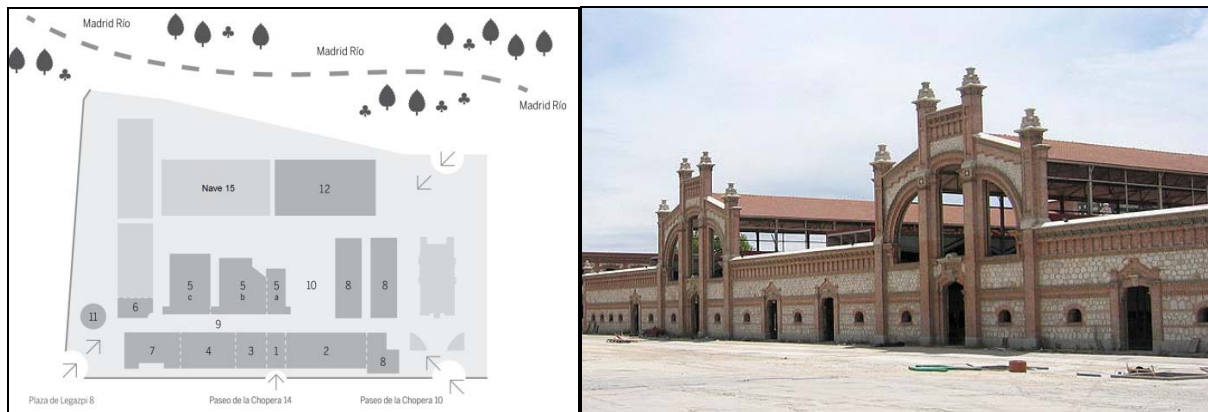 Madrid Río
Madrid Río
Madrid Río
Nave 15
12
5
c
5
b
5
a
10
8
8
6
11
9
7
4
3
1
2
8
Plaza de Legazpi 8
Paseo de la Chopera 14
Paseo de la Chopera 10